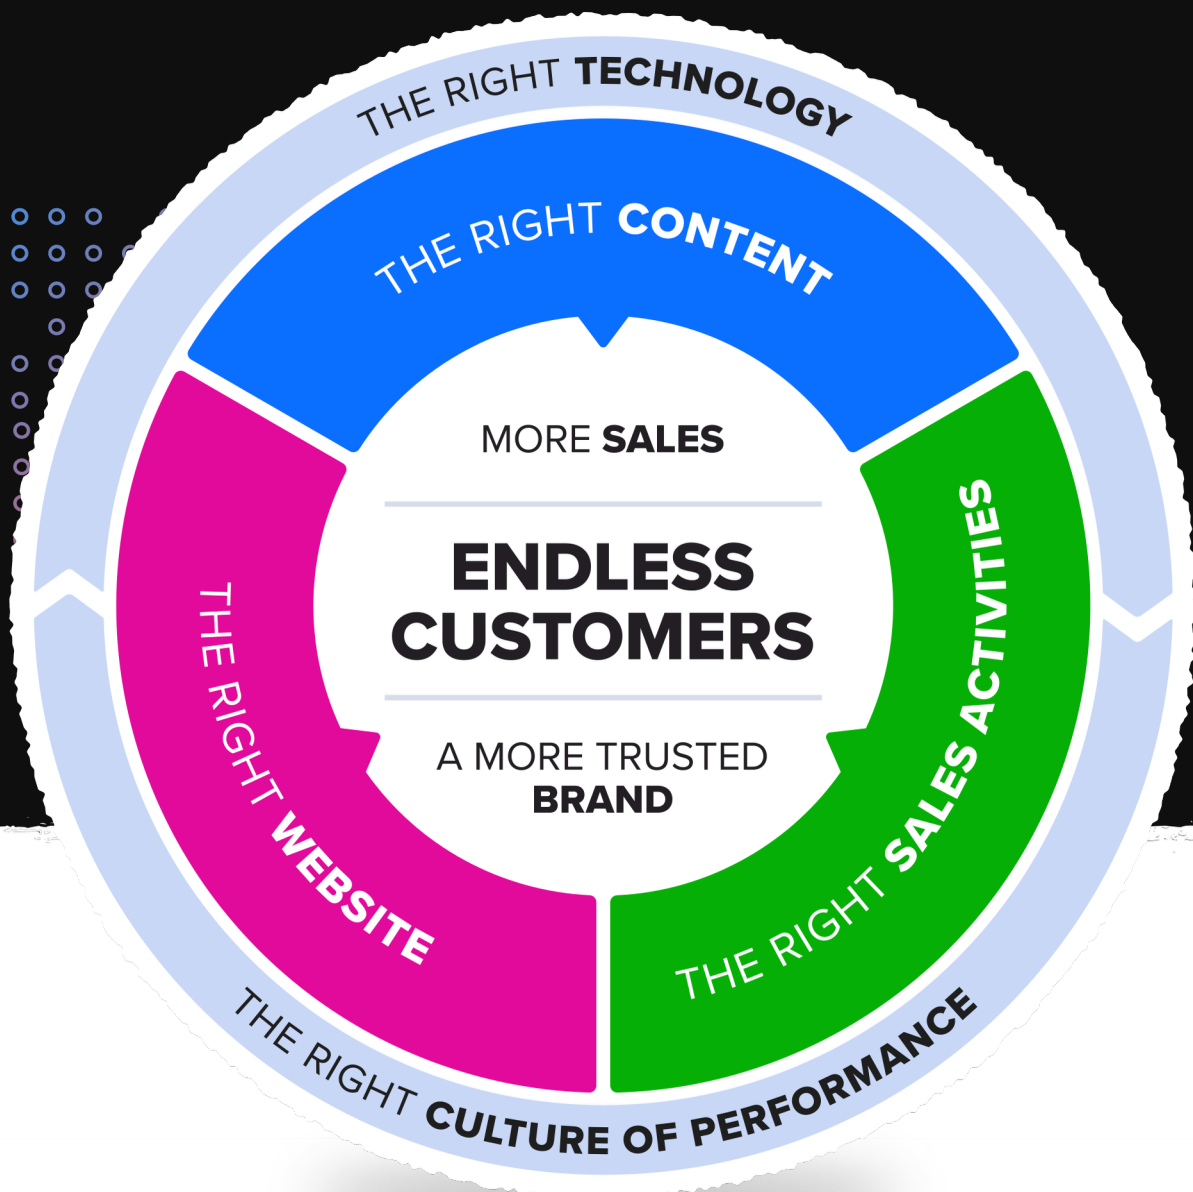 THE RIGHT TECHNOLOGY
THE RIGHT CONTENT
MORE SALES
ENDLESS
CUSTOMERS
A MORE TRUSTED
BRAND
THE RIGHT WEBSITE
THE RIGHT SALES ACTIVITIES
THE RIGHT CULTURE OF PERFORMANCE